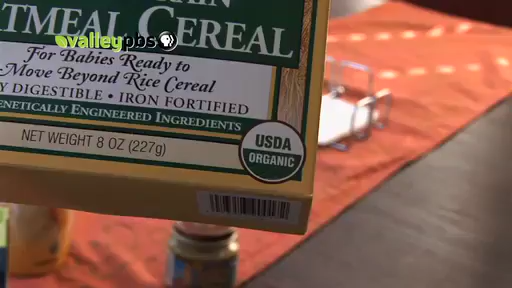 valleypbs
TMEAL CEREAL
For Babies Ready to
Move Beyond Rice Cereal
Y DIGESTIBLE • IRON FORTIFIED
ENETICALLY ENGINEERED INGREDIENTS
NET WEIGHT 8 OZ (227g)
USDA
ORGANIC